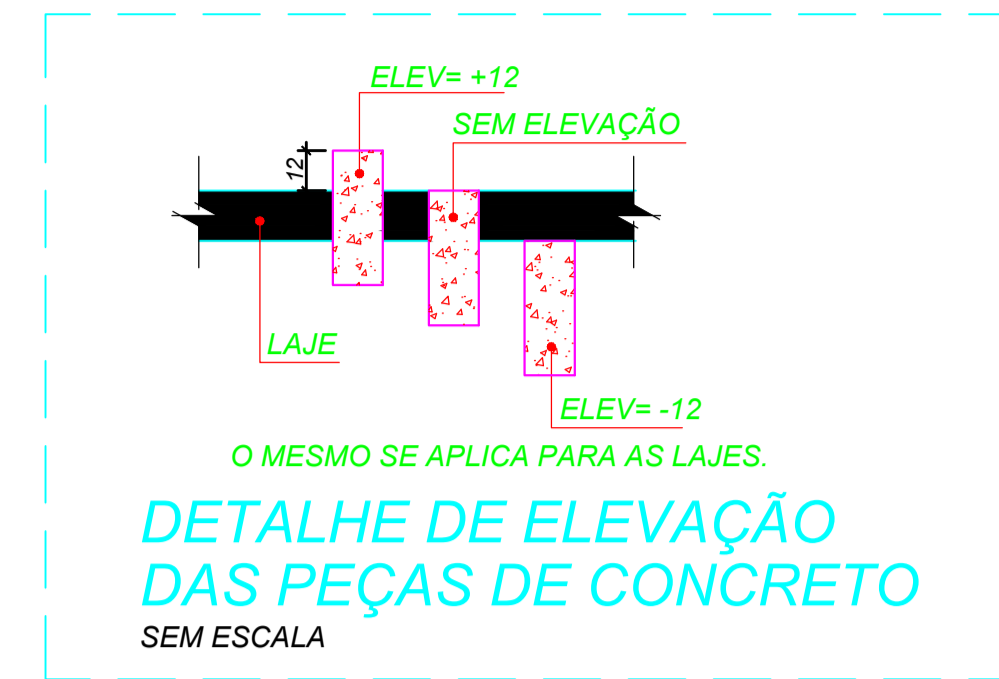 ELEV= +12
SEM ELEVAÇÃO
12
LAJE
ELEV= -12
O MESMO SE APLICA PARA AS LAJES.
DETALHE DE ELEVAÇÃO
DAS PEÇAS DE CONCRETO
SEM ESCALA